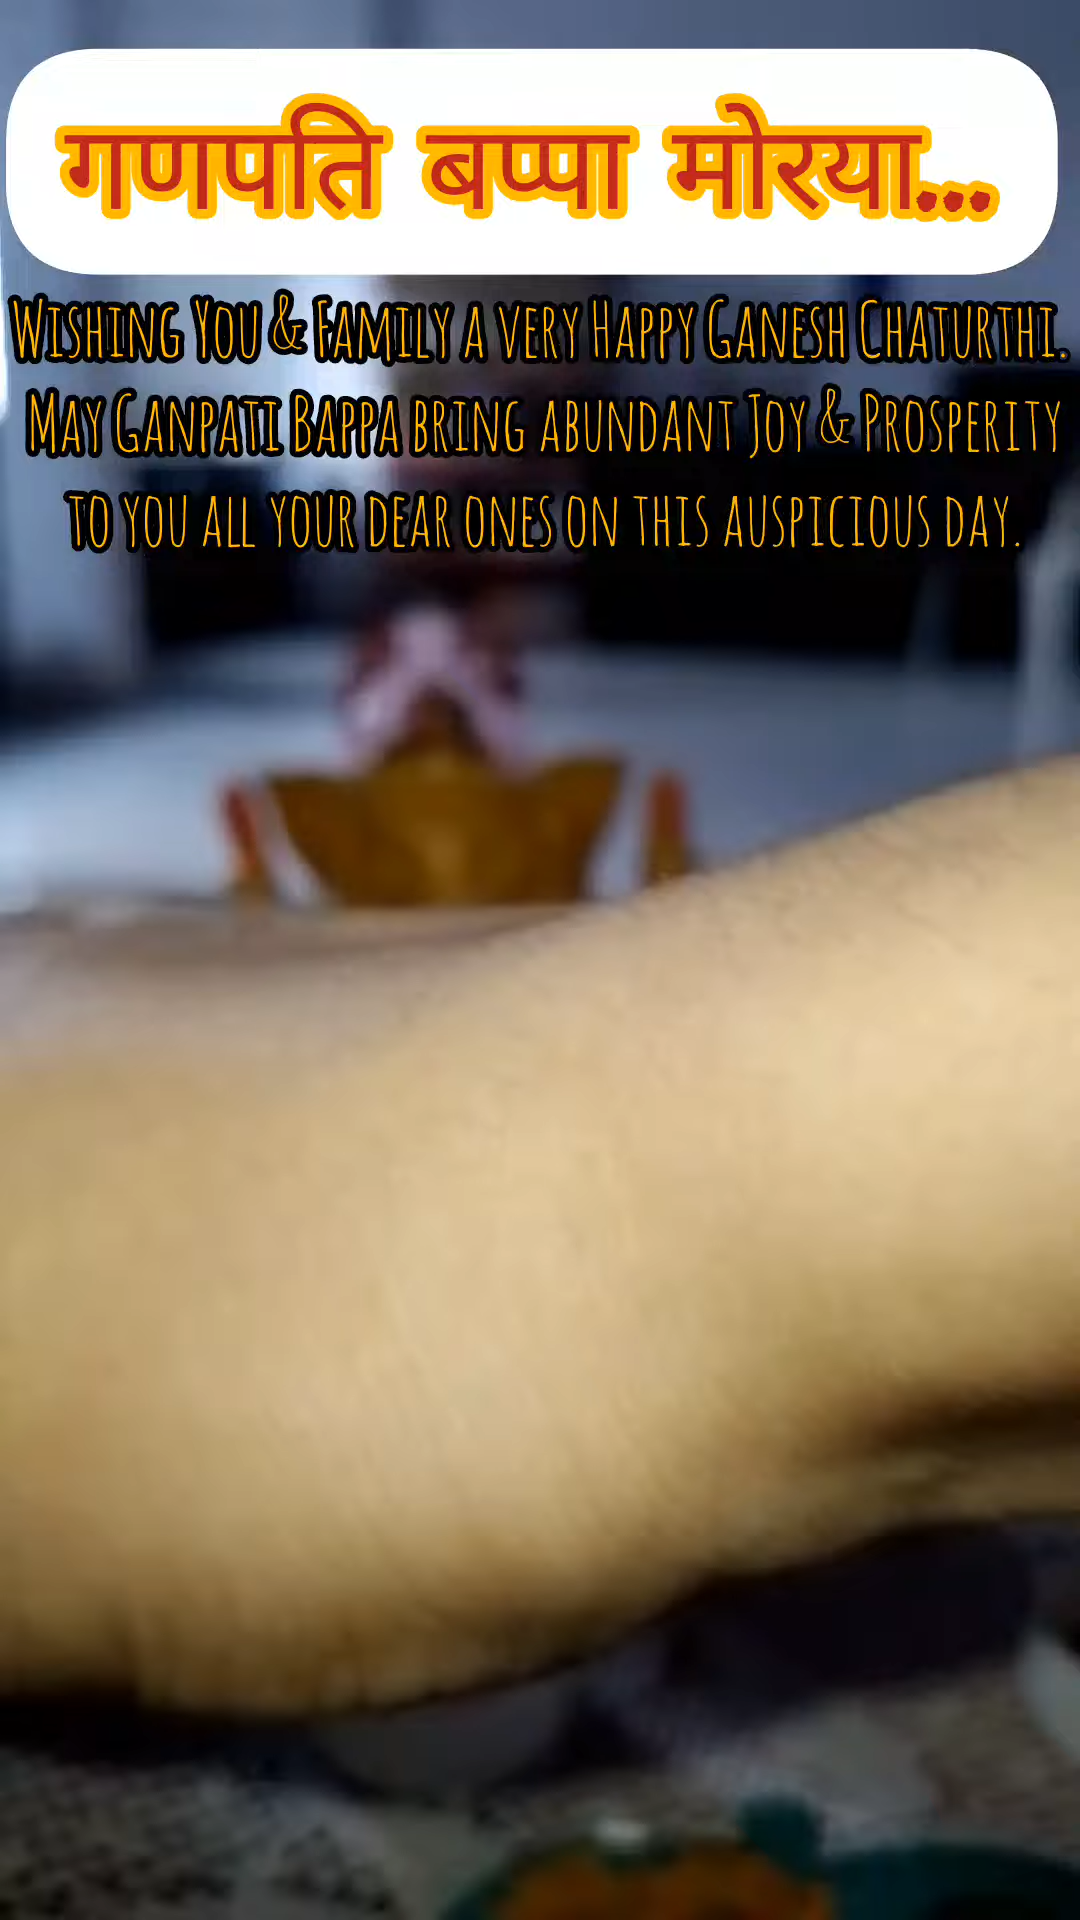 गणपति बप्पा मोरया...
Wishing You & Family a very Happy Ganesh Chaturthi.
May Ganpati Bappa bring abundant Joy & Prosperity
to you all your dear ones on this auspicious day.